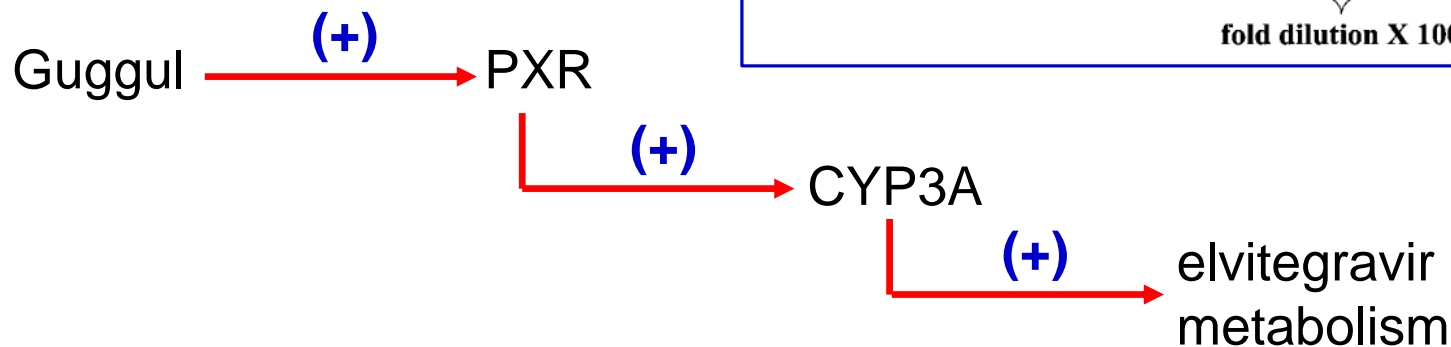 fold dilution X
(+)
Guggul
PXR
(+)
CYP3A
(+)
elvitegravir
metabolism